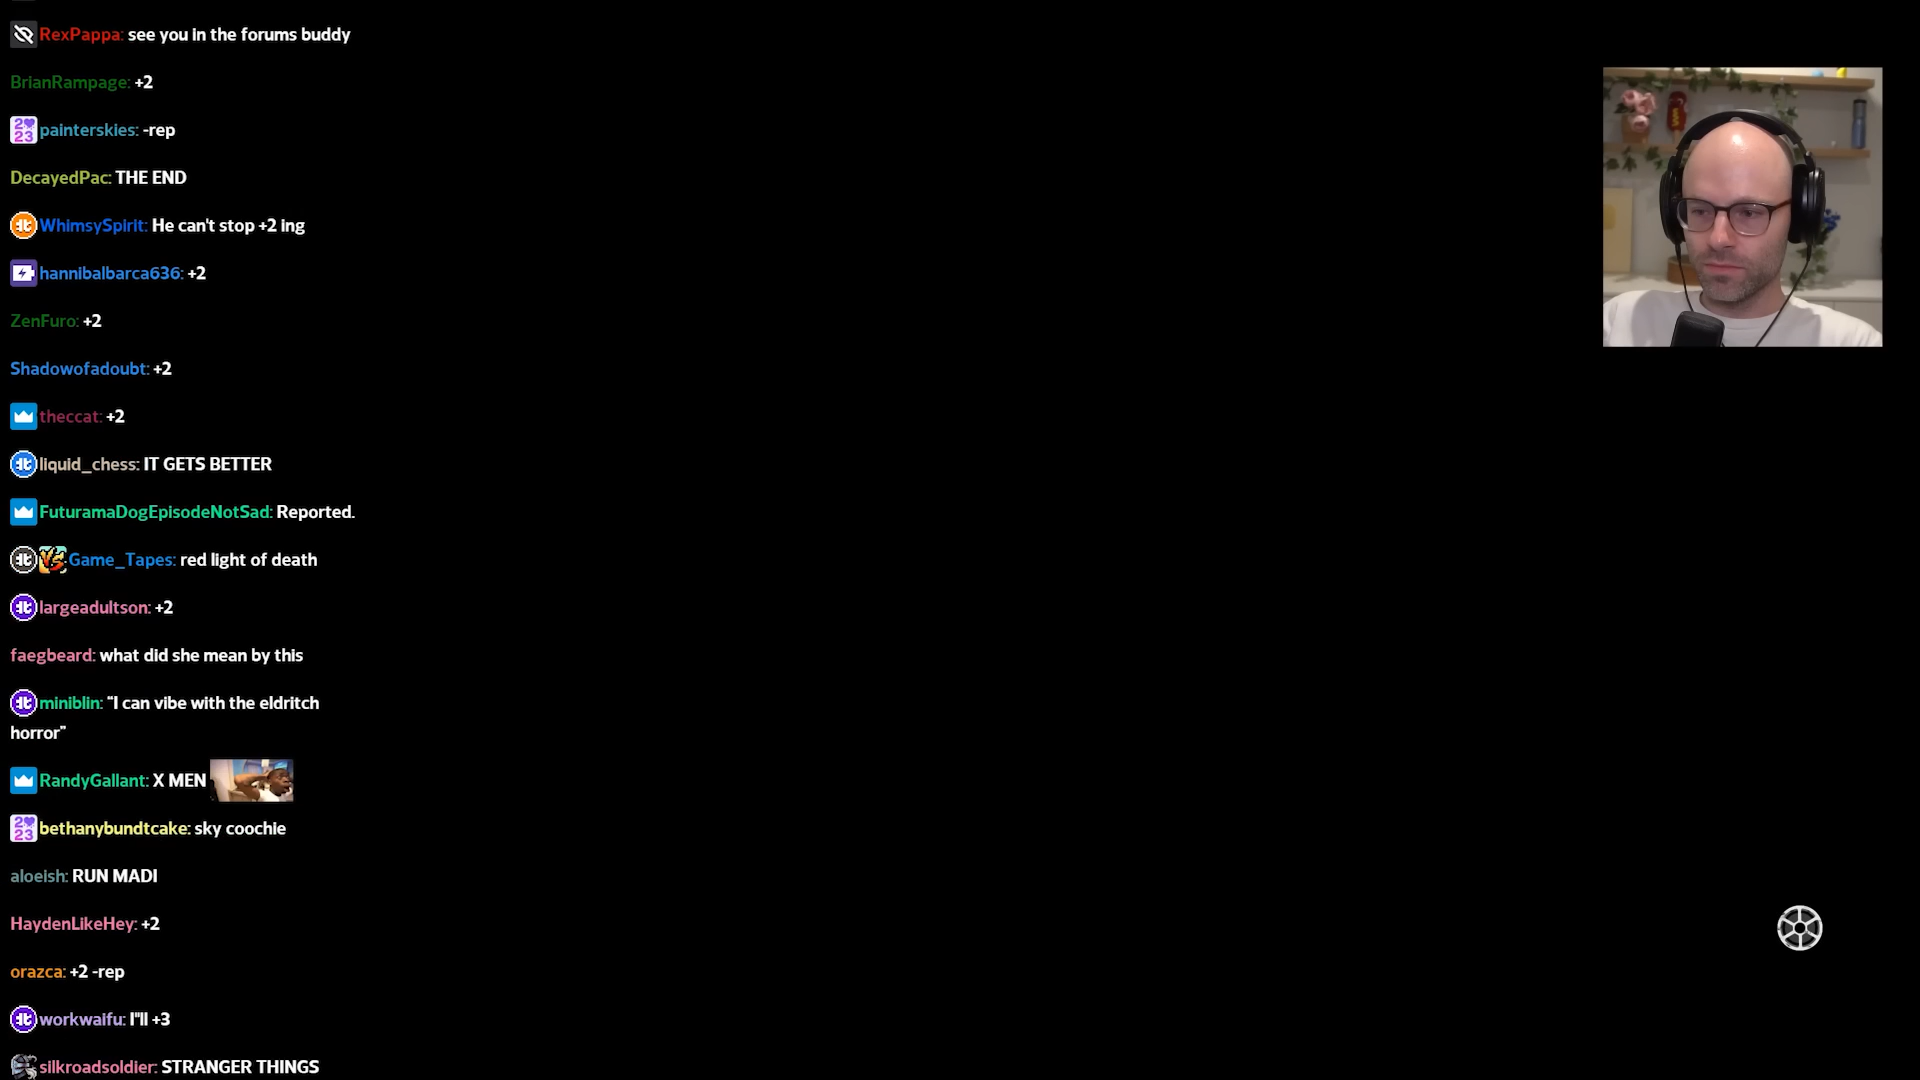 RexPappa: see you in the forums buddy
BrianRampage: +2
painterskies: -rep
DecayedPac: THE END
WhimsySpirit: He can't stop +2 ing
hannibalbarca636: +2
ZenFuro: +2
Shadowofadoubt: +2
theccat: +2
liquid_chess: IT GETS BETTER
FuturamaDogEpisodeNotSad: Reported.
Game_Tapes: red light of death
largeadultson: +2
faegbeard: what did she mean by this
miniblin: "I can vibe with the eldritch
horror"
RandyGallant: X MEN
bethanybundtcake: sky coochie
aloeish: RUN MADI
HaydenLikeHey: +2
orazca: +2 -rep
workwaifu: I"ll +3
silkroadsoldier: STRANGER THINGS